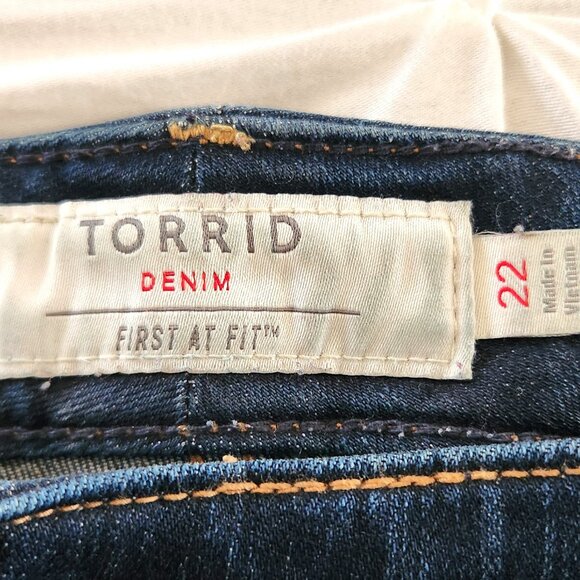 TORRID
DENIM
FIRST AT FIT™
22
Made in
Vietnam